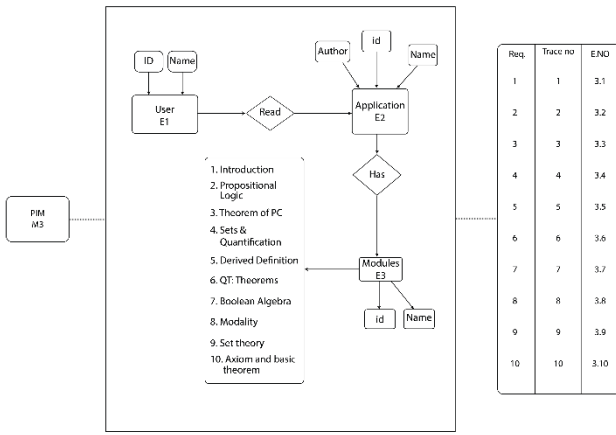 PIM
M3
ID
Name
User
E1
Read
Author
id
Name
Application
E2
Has
Modules
E3
id
Name
1. Introduction
2. Propositional
Logic
3. Theorem of PC
4. Sets &
Quantification
5. Derived Definition
6. QT: Theorems
7. Boolean Algebra
8. Modality
9. Set theory
10. Axiom and basic
theorem
Req. Trace no E.NO
1 1 3.1
2 2 3.2
3 3 3.3
4 4 3.4
5 5 3.5
6 6 3.6
7 7 3.7
8 8 3.8
9 9 3.9
10 10 3.10